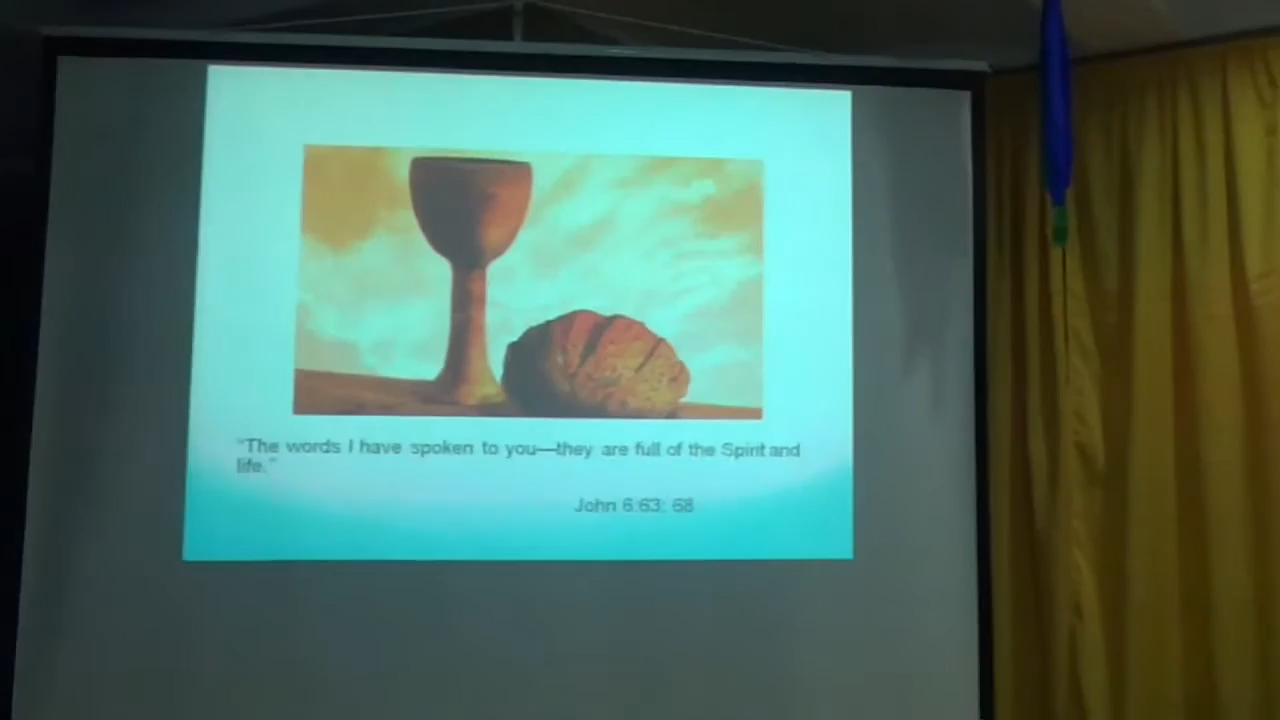 "The words I have spoken to you—they are full of the Spirit and
life."
John 6:63; 68